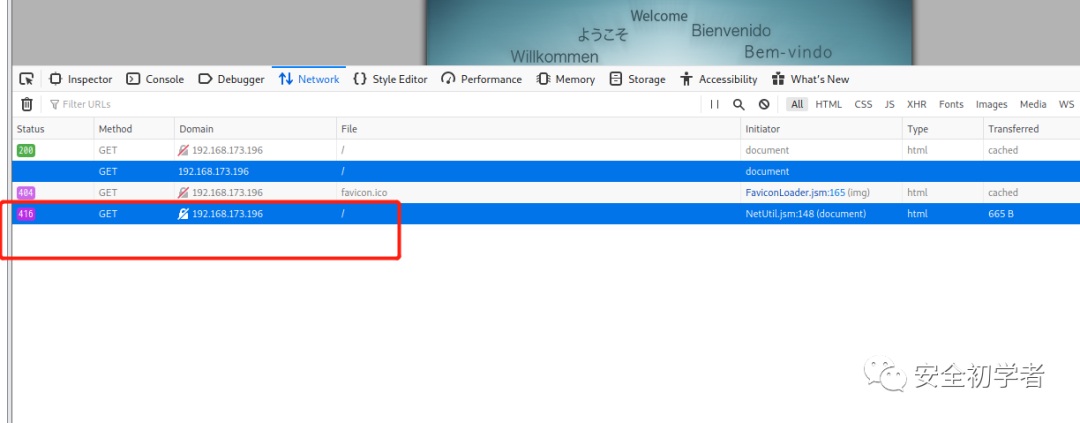 Welcome
ようこそ
Bienvenido
Willkommen
Bem-vindo
Inspector Console Debugger Network Style Editor Performance Memory Storage Accessibility What's New
Filter URLs All HTML CSS JS XHR Fonts Images Media WS
Status Method Domain File Initiator Type Transferred
200 GET 192.168.173.196 / document html cached
GET 192.168.173.196 / document
404 GET 192.168.173.196 favicon.ico FaviconLoader.jsm:165 (img) html cached
416 GET 192.168.173.196 / NetUtil.jsm:148 (document) html 665 B
安全初学者